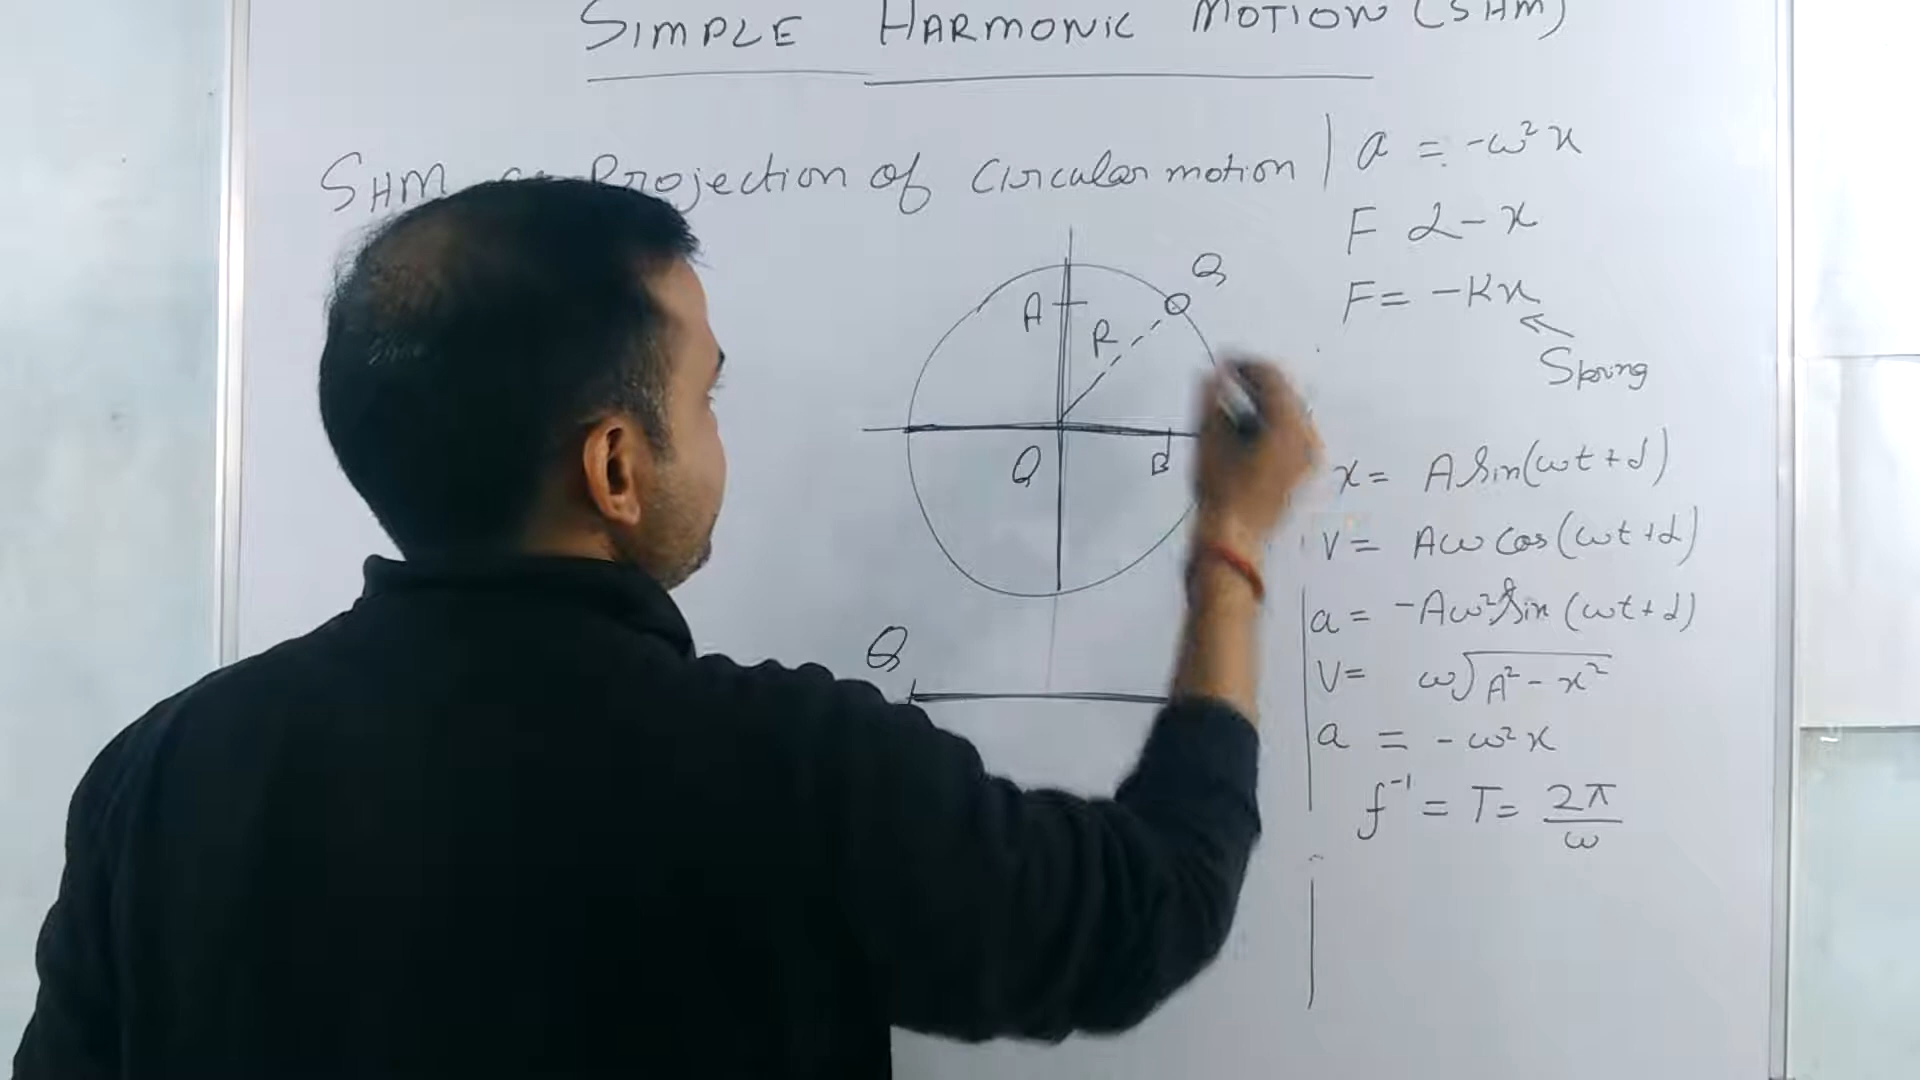 SIMPLE HARMONIC MOTION (SHM)
SHM Projection of Circular motion
a = -ω²x
F α - x
F = -Kx
Spring
Q
A
R
O
B
x = A Sin(ωt + d)
V = Aω Cos (ωt + d)
a = -Aω² Sin (ωt + d)
V = ω√A² - x²
a = - ω²x
f⁻¹ = T = 2π/ω
Q